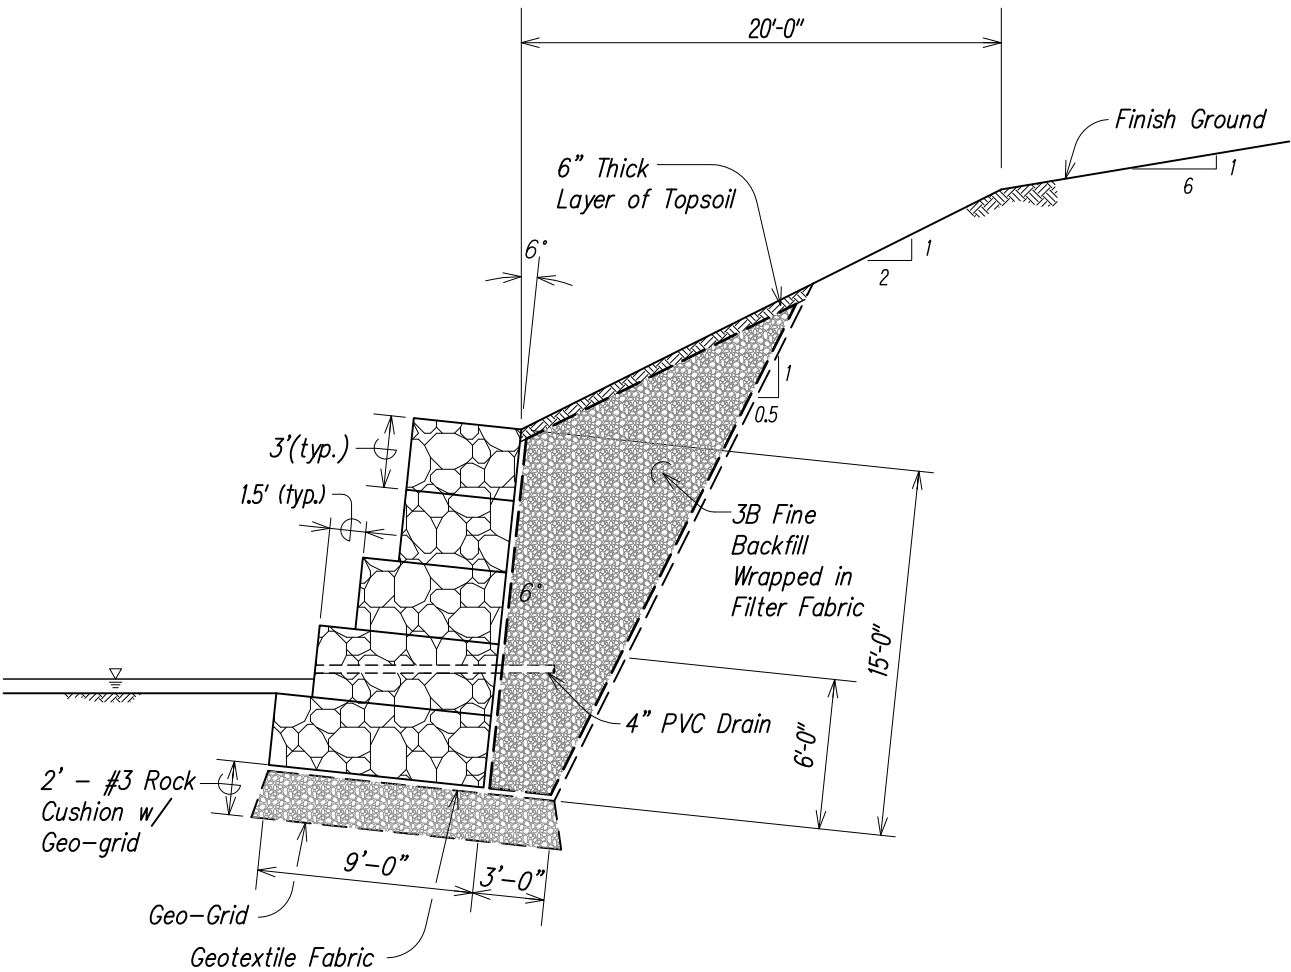 20'-0"
Finish Ground
1
6
6" Thick
Layer of Topsoil
1
2
6°
1
0.5
3'(typ.)
1.5' (typ.)
3B Fine
Backfill
Wrapped in
Filter Fabric
6°
15'-0"
4" PVC Drain
6'-0"
2' - #3 Rock
Cushion w/
Geo-grid
9'-0"
3'-0"
Geo-Grid
Geotextile Fabric